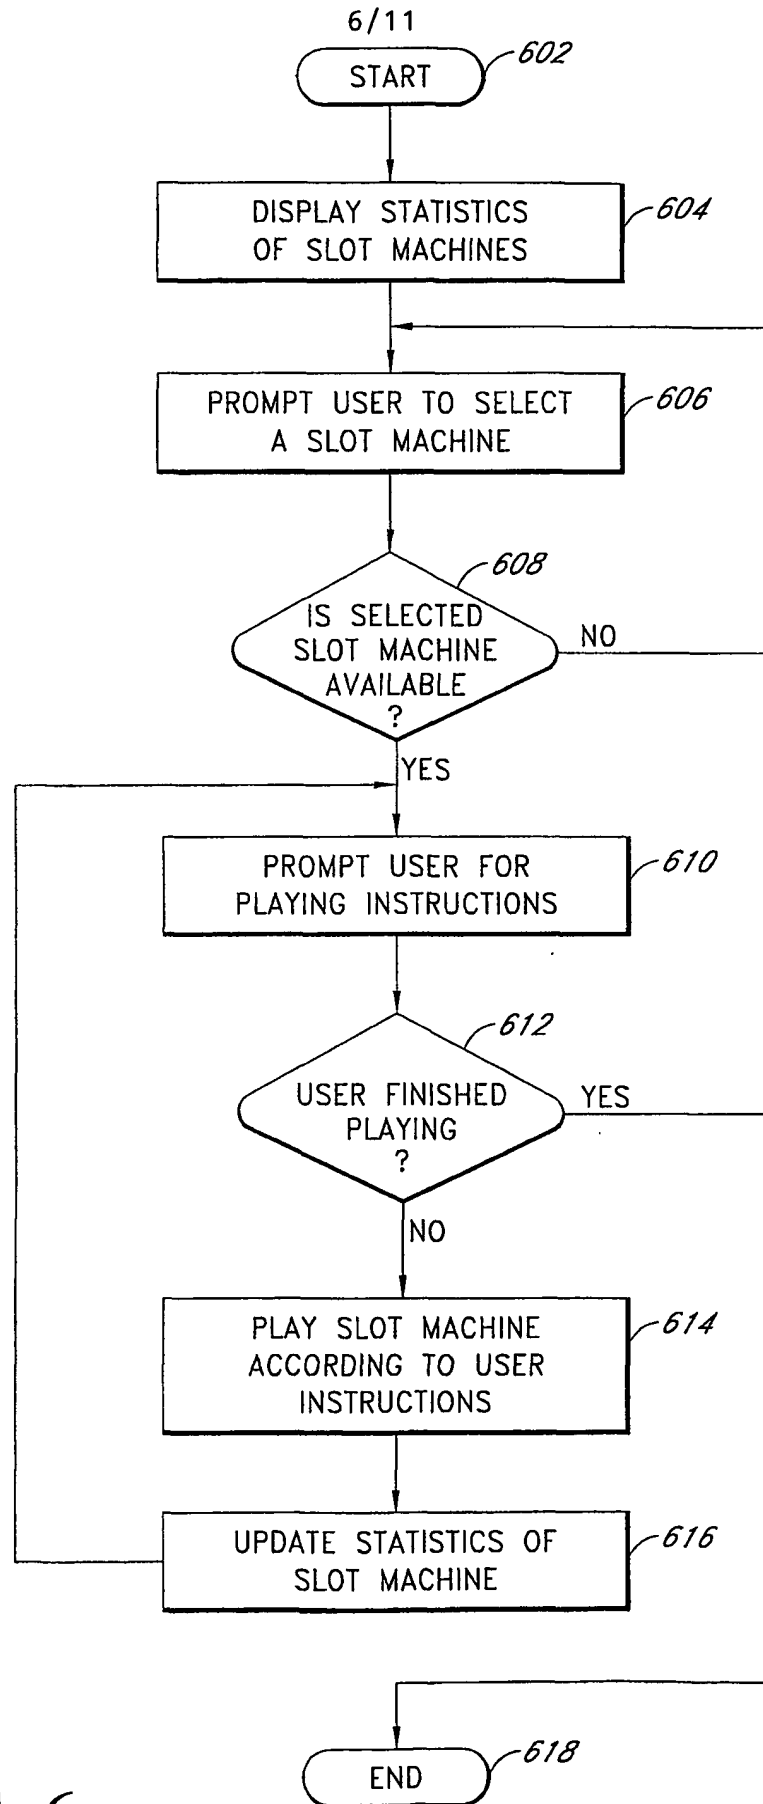 6/11
START
602
DISPLAY STATISTICS
OF SLOT MACHINES
604
PROMPT USER TO SELECT
A SLOT MACHINE
606
608
IS SELECTED
SLOT MACHINE
AVAILABLE
?
NO
YES
PROMPT USER FOR
PLAYING INSTRUCTIONS
610
612
USER FINISHED
PLAYING
?
YES
NO
PLAY SLOT MACHINE
ACCORDING TO USER
INSTRUCTIONS
614
UPDATE STATISTICS OF
SLOT MACHINE
616
END
618